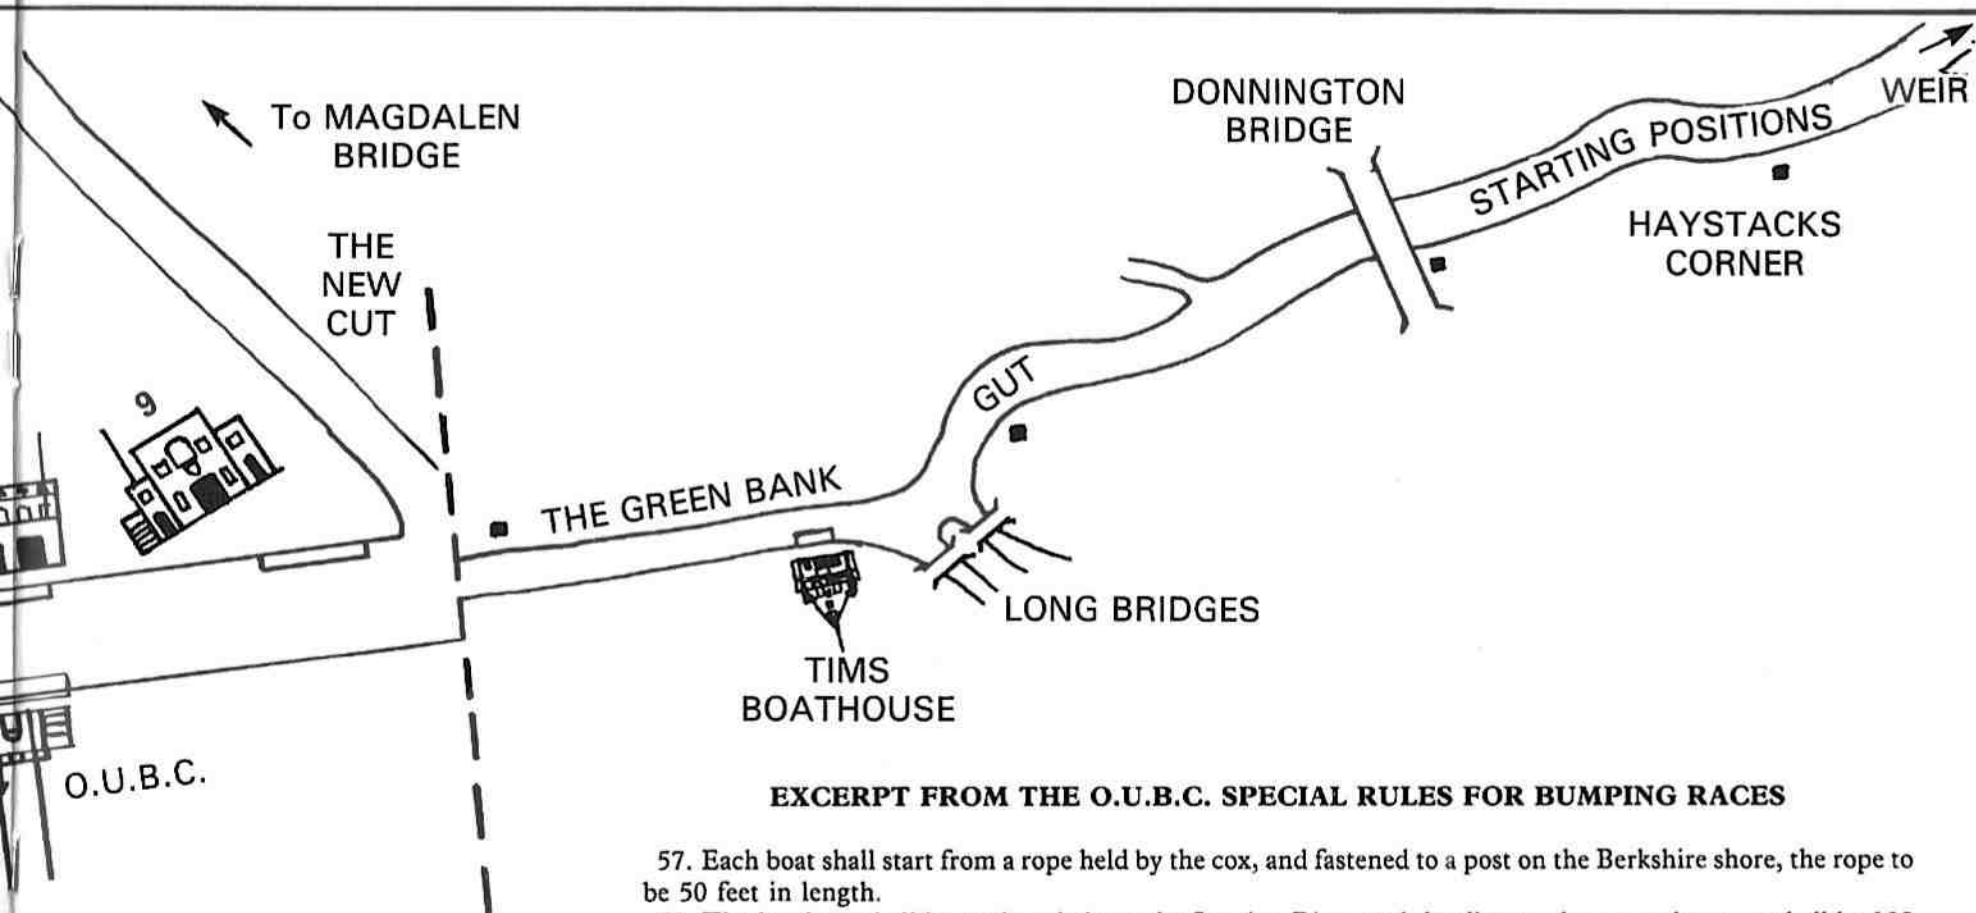 To MAGDALEN
BRIDGE
THE
NEW
CUT
9
THE GREEN BANK
GUT
DONNINGTON
BRIDGE
STARTING POSITIONS
WEIR
HAYSTACKS
CORNER
LONG BRIDGES
TIMS
BOATHOUSE
O.U.B.C.
EXCERPT FROM THE O.U.B.C. SPECIAL RULES FOR BUMPING RACES
57. Each boat shall start from a rope held by the cox, and fastened to a post on the Berkshire shore, the rope to
be 50 feet in length.